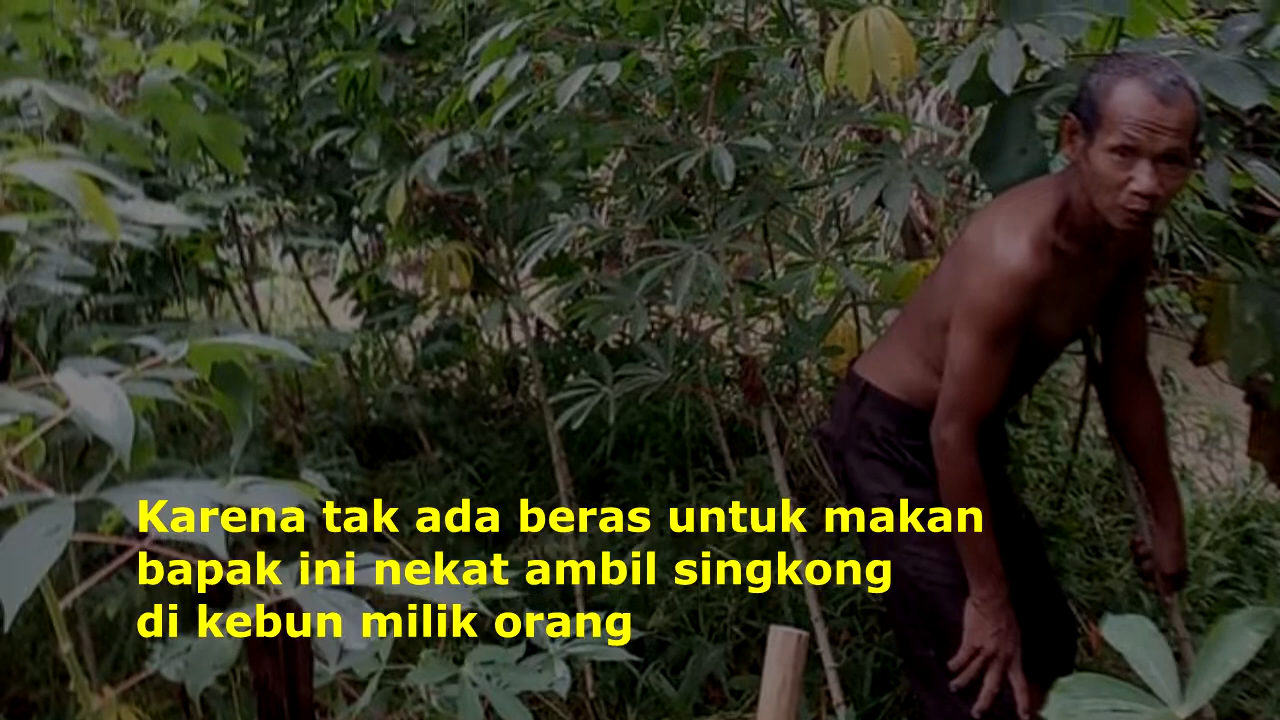 Karena tak ada beras untuk makan
bapak ini nekat ambil singkong
di kebun milik orang